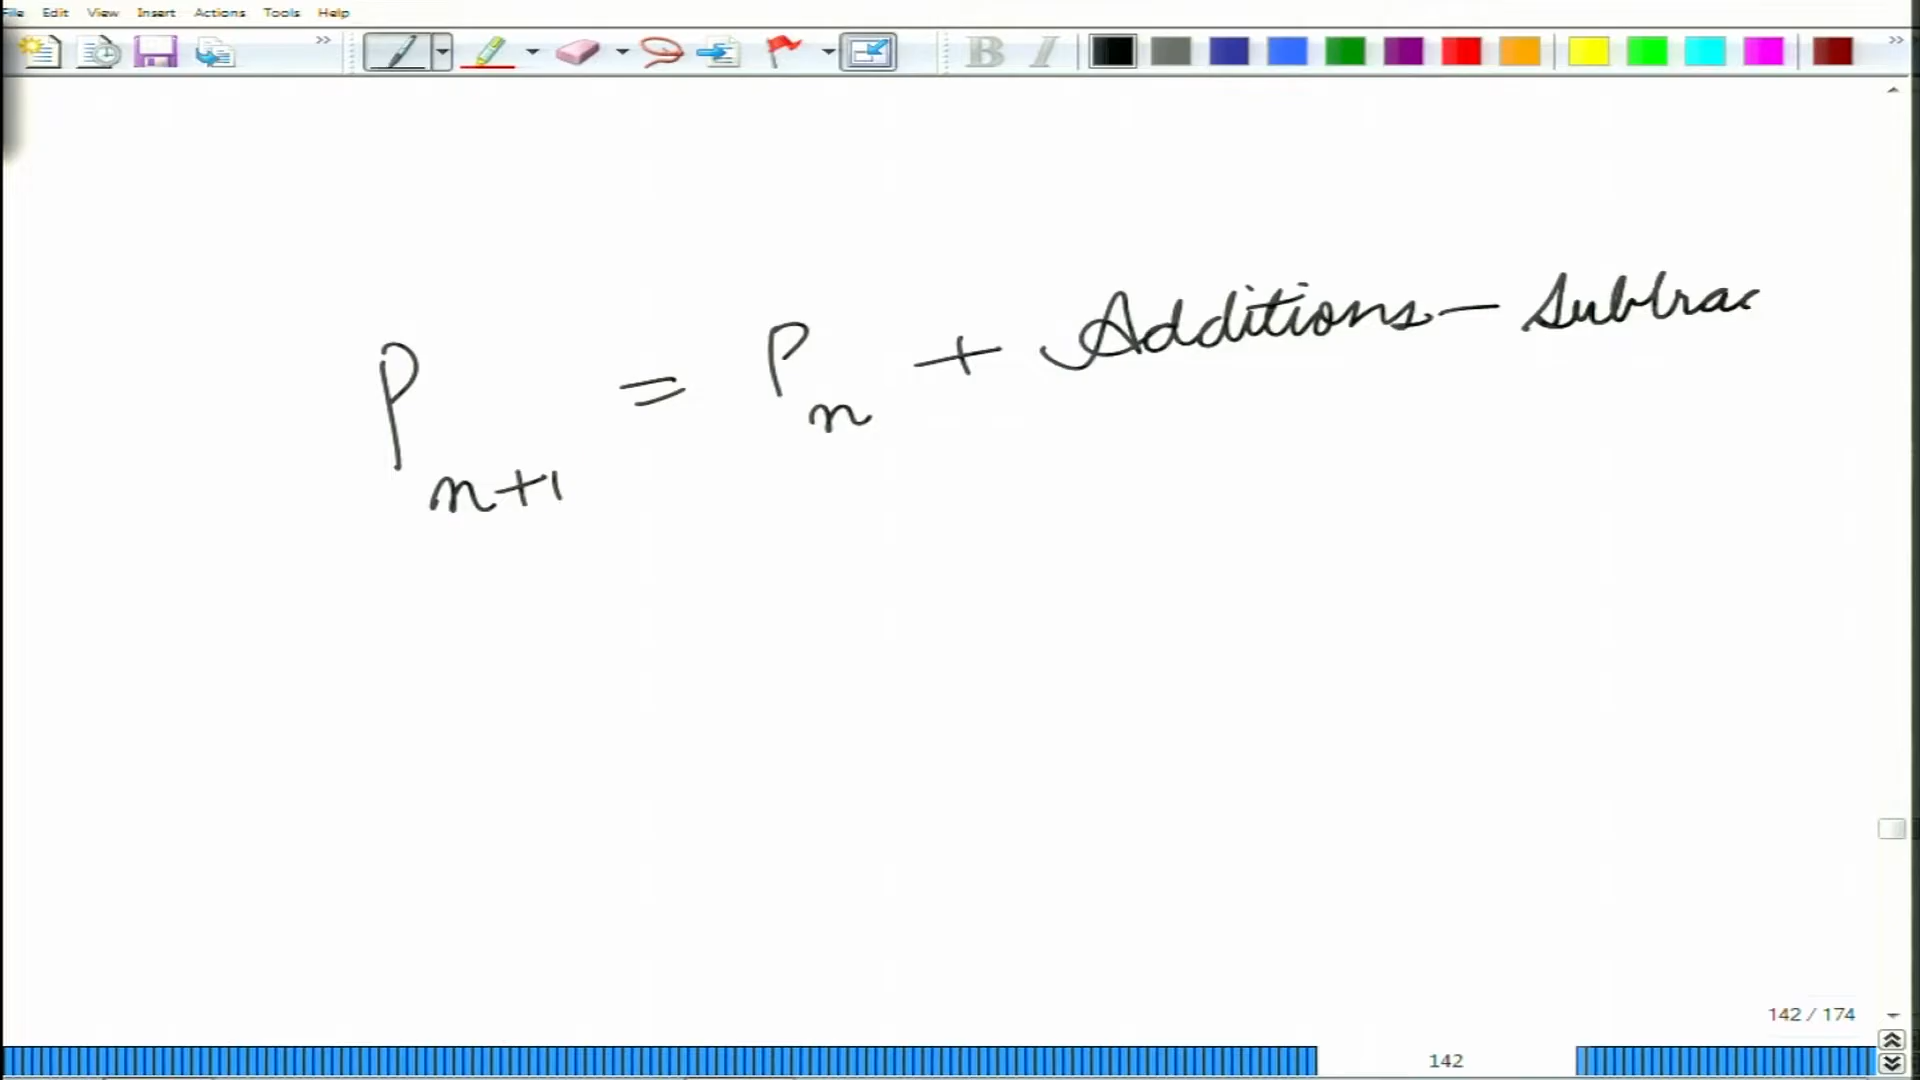 File Edit View Insert Actions Tools Help
B I
P_{n+1} = P_n + Additions - Subtrac
142 / 174
142